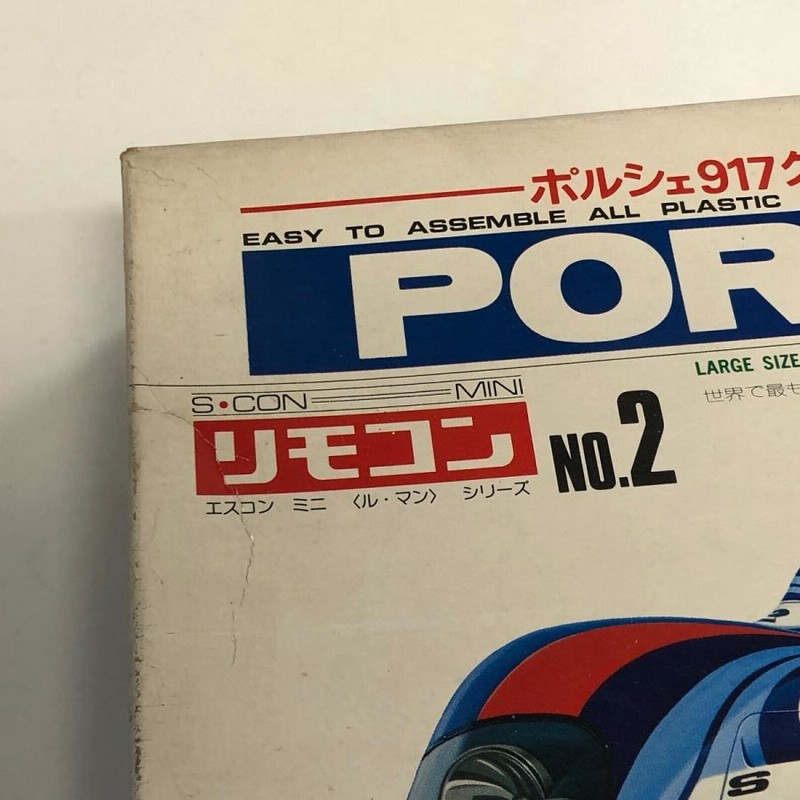 ポルシェ917ク
EASY TO ASSEMBLE ALL PLASTIC
POR
LARGE SIZE
世界で最も
S•CON MINI
リモコン NO.2
エスコン ミニ 〈ル・マン〉 シリーズ
S